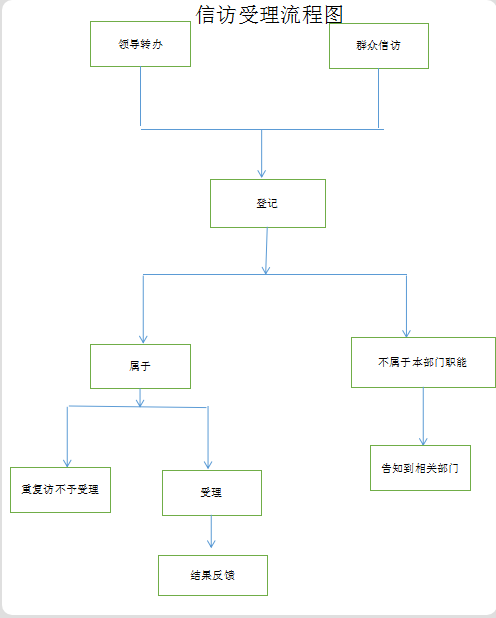 信访受理流程图
领导转办
群众信访
登记
属于
不属于本部门职能
重复访不予受理
受理
告知到相关部门
结果反馈